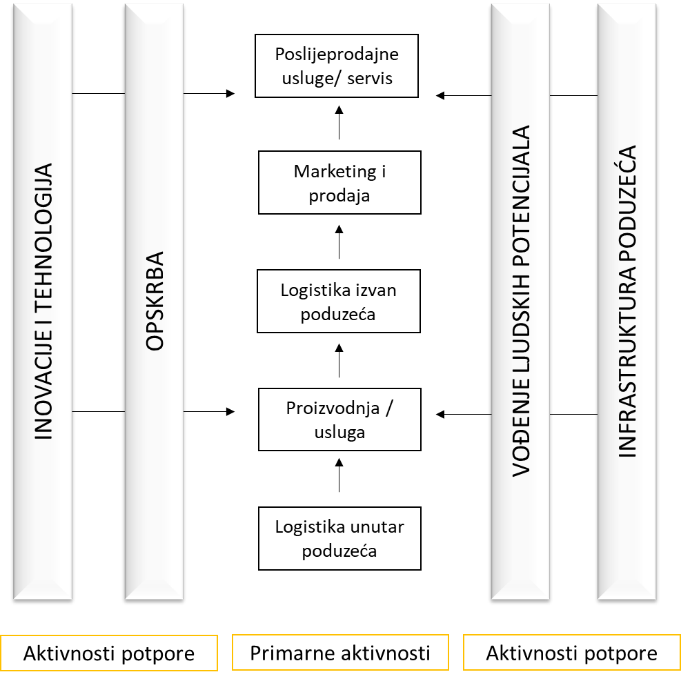 INOVACIJE I TEHNOLOGIJA
OPSKRBA
Poslijeprodajne
usluge/ servis
Marketing i
prodaja
Logistika izvan
poduzeća
Proizvodnja /
usluga
Logistika unutar
poduzeća
VOĐENJE LJUDSKIH POTENCIJALA
INFRASTRUKTURA PODUZEĆA
Aktivnosti potpore
Primarne aktivnosti
Aktivnosti potpore